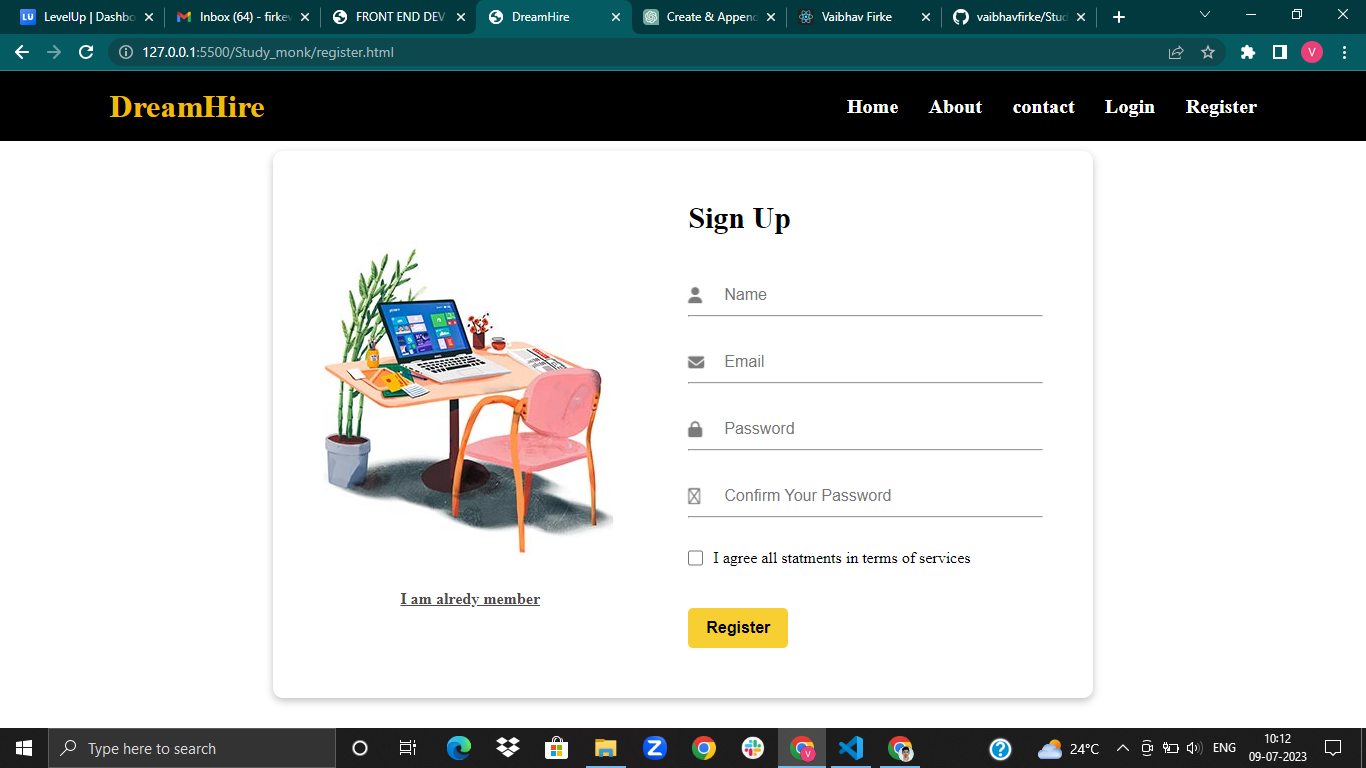 LevelUp | Dashbo
Inbox (64) - firkev
FRONT END DEV
DreamHire
Create & Append
Vaibhav Firke
vaibhavfirke/Stud
127.0.0.1:5500/Study_monk/register.html
V
DreamHire
Home About contact Login Register
Sign Up
Name
Email
Password
Confirm Your Password
I agree all statments in terms of services
I am alredy member
Register
Type here to search
24°C
ENG
10:12
09-07-2023